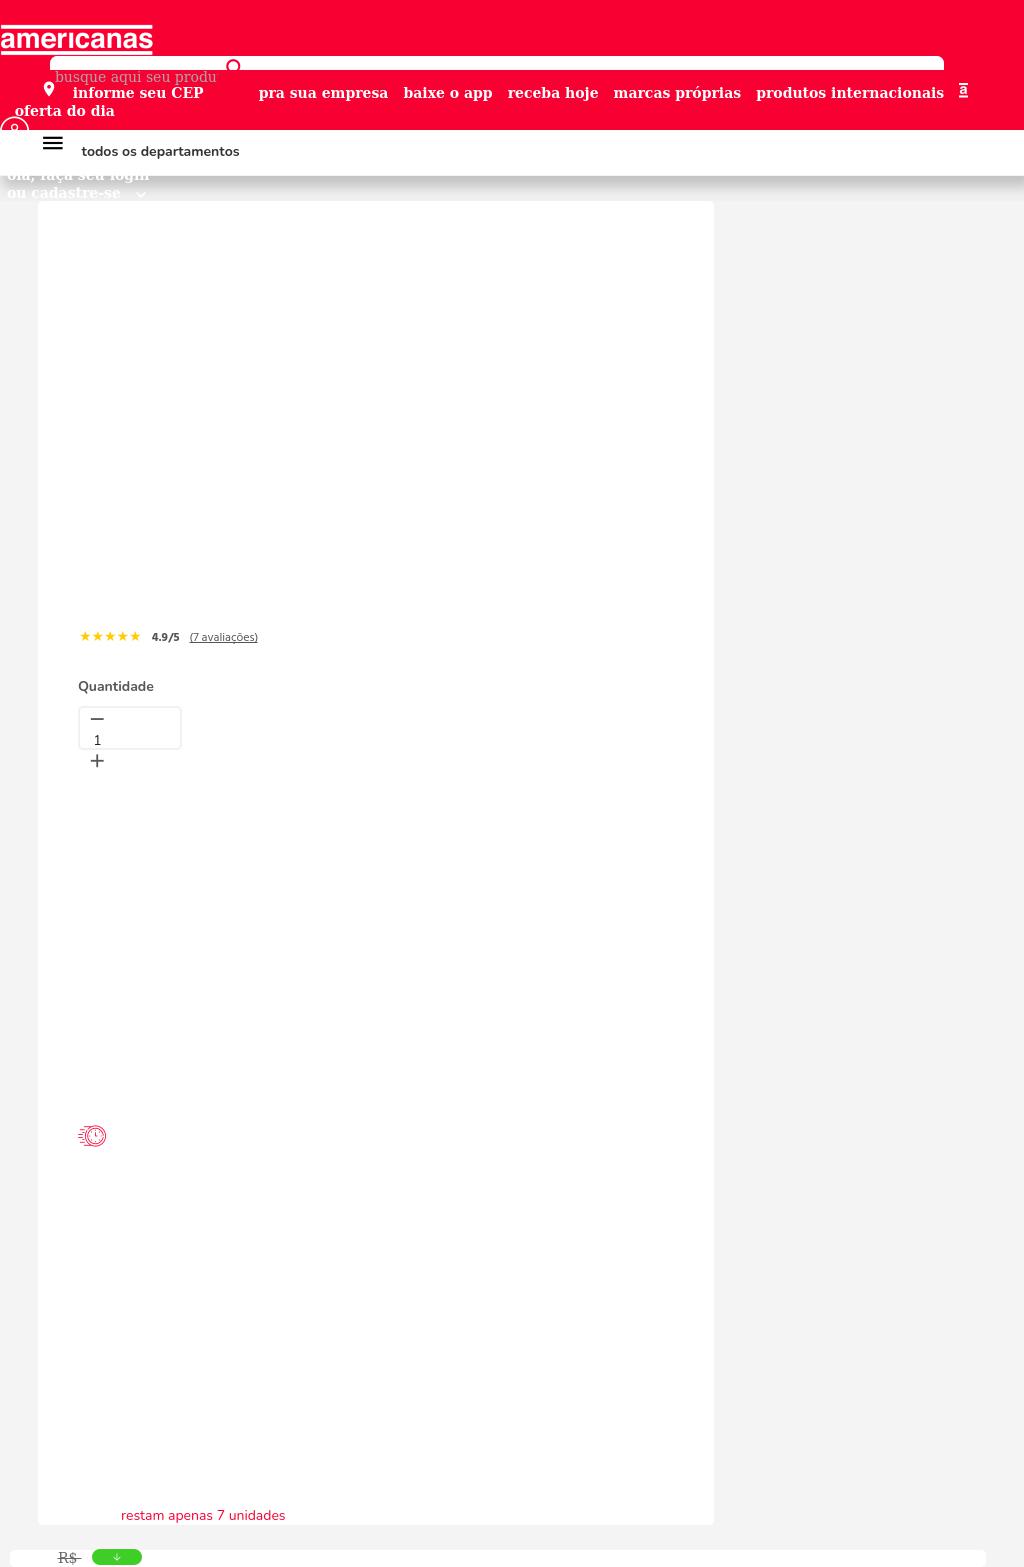 americanas
busque aqui seu produ
informe seu CEP
pra sua empresa
baixe o app
receba hoje
marcas próprias
produtos internacionais
a
oferta do dia
todos os departamentos
olá, faça seu login
ou cadastre-se
4.9/5 (7 avaliações)
Quantidade
1
restam apenas 7 unidades
R$